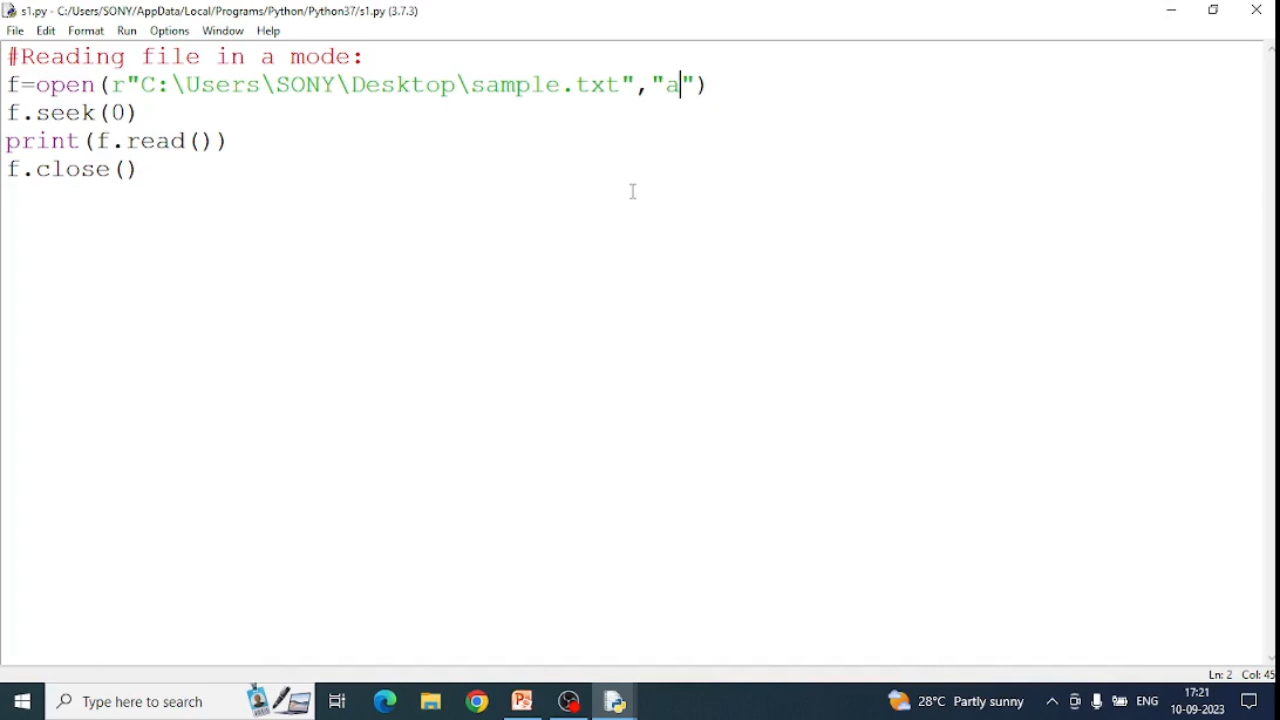 s1.py - C:/Users/SONY/AppData/Local/Programs/Python/Python37/s1.py (3.7.3)
File Edit Format Run Options Window Help
#Reading file in a mode:
f=open(r"C:\Users\SONY\Desktop\sample.txt","a")
f.seek(0)
print(f.read())
f.close()
Ln: 2 Col: 45
Type here to search
28°C Partly sunny
ENG
17:21
10-09-2023